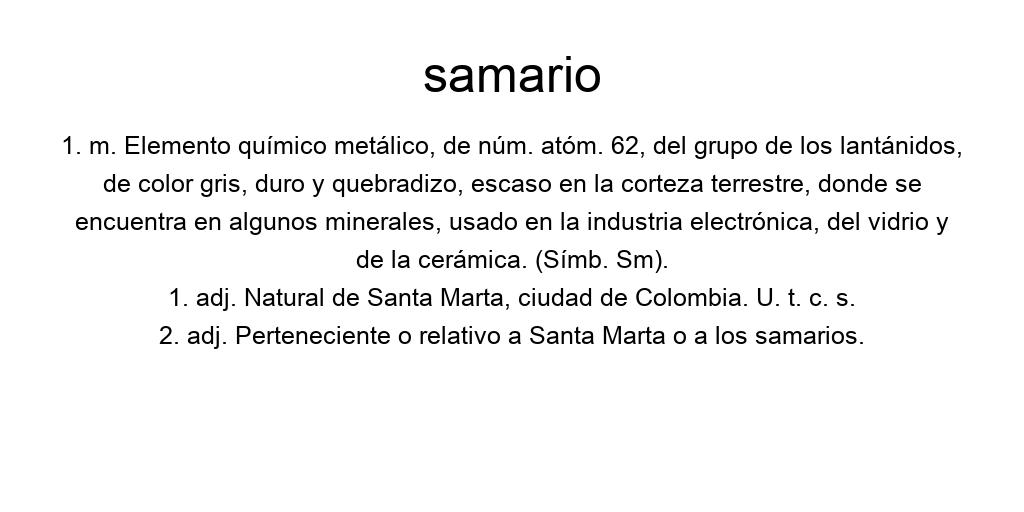 samario
1. m. Elemento químico metálico, de núm. atóm. 62, del grupo de los lantánidos,
de color gris, duro y quebradizo, escaso en la corteza terrestre, donde se
encuentra en algunos minerales, usado en la industria electrónica, del vidrio y
de la cerámica. (Símb. Sm).
1. adj. Natural de Santa Marta, ciudad de Colombia. U. t. c. s.
2. adj. Perteneciente o relativo a Santa Marta o a los samarios.